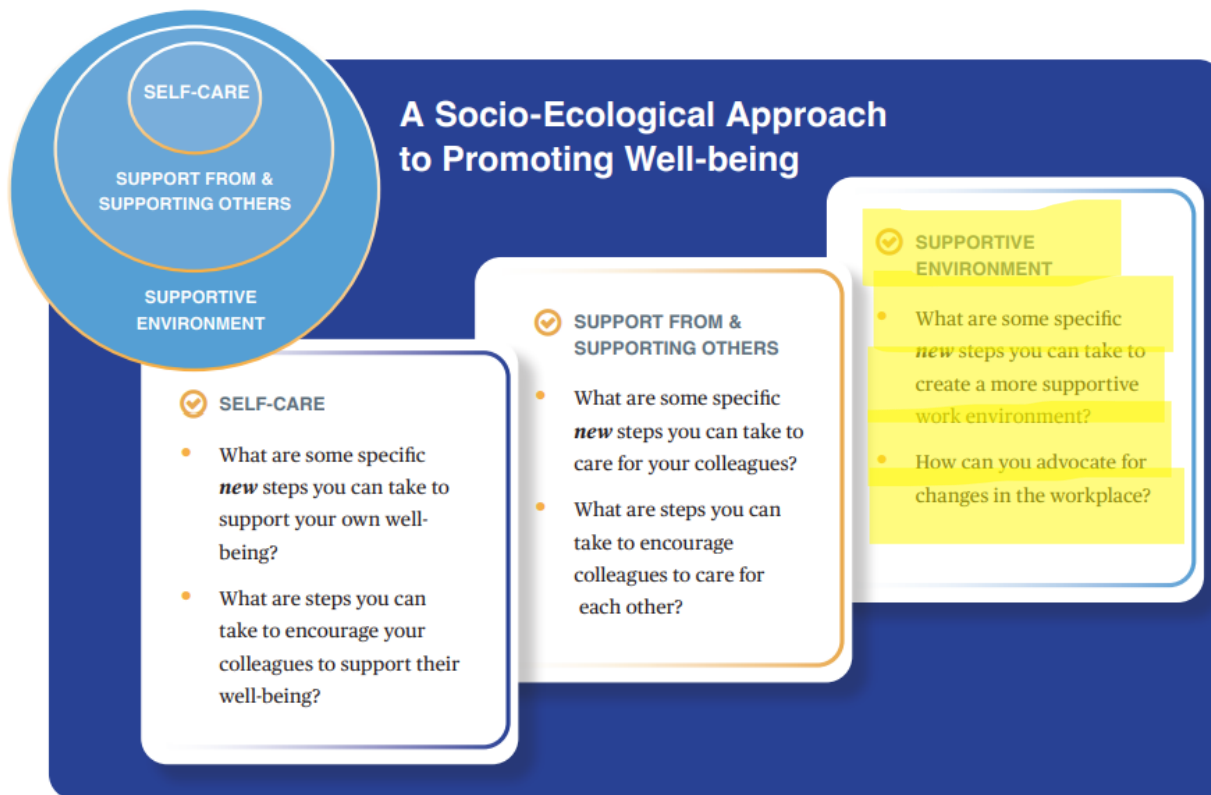 SELF-CARE
SUPPORT FROM &
SUPPORTING OTHERS
SUPPORTIVE
ENVIRONMENT
A Socio-Ecological Approach
to Promoting Well-being
SELF-CARE
What are some specific
new steps you can take to
support your own well-
being?
What are steps you can
take to encourage your
colleagues to support their
well-being?
SUPPORT FROM &
SUPPORTING OTHERS
What are some specific
new steps you can take to
care for your colleagues?
What are steps you can
take to encourage
colleagues to care for
each other?
SUPPORTIVE
ENVIRONMENT
What are some specific
new steps you can take to
create a more supportive
work environment?
How can you advocate for
changes in the workplace?